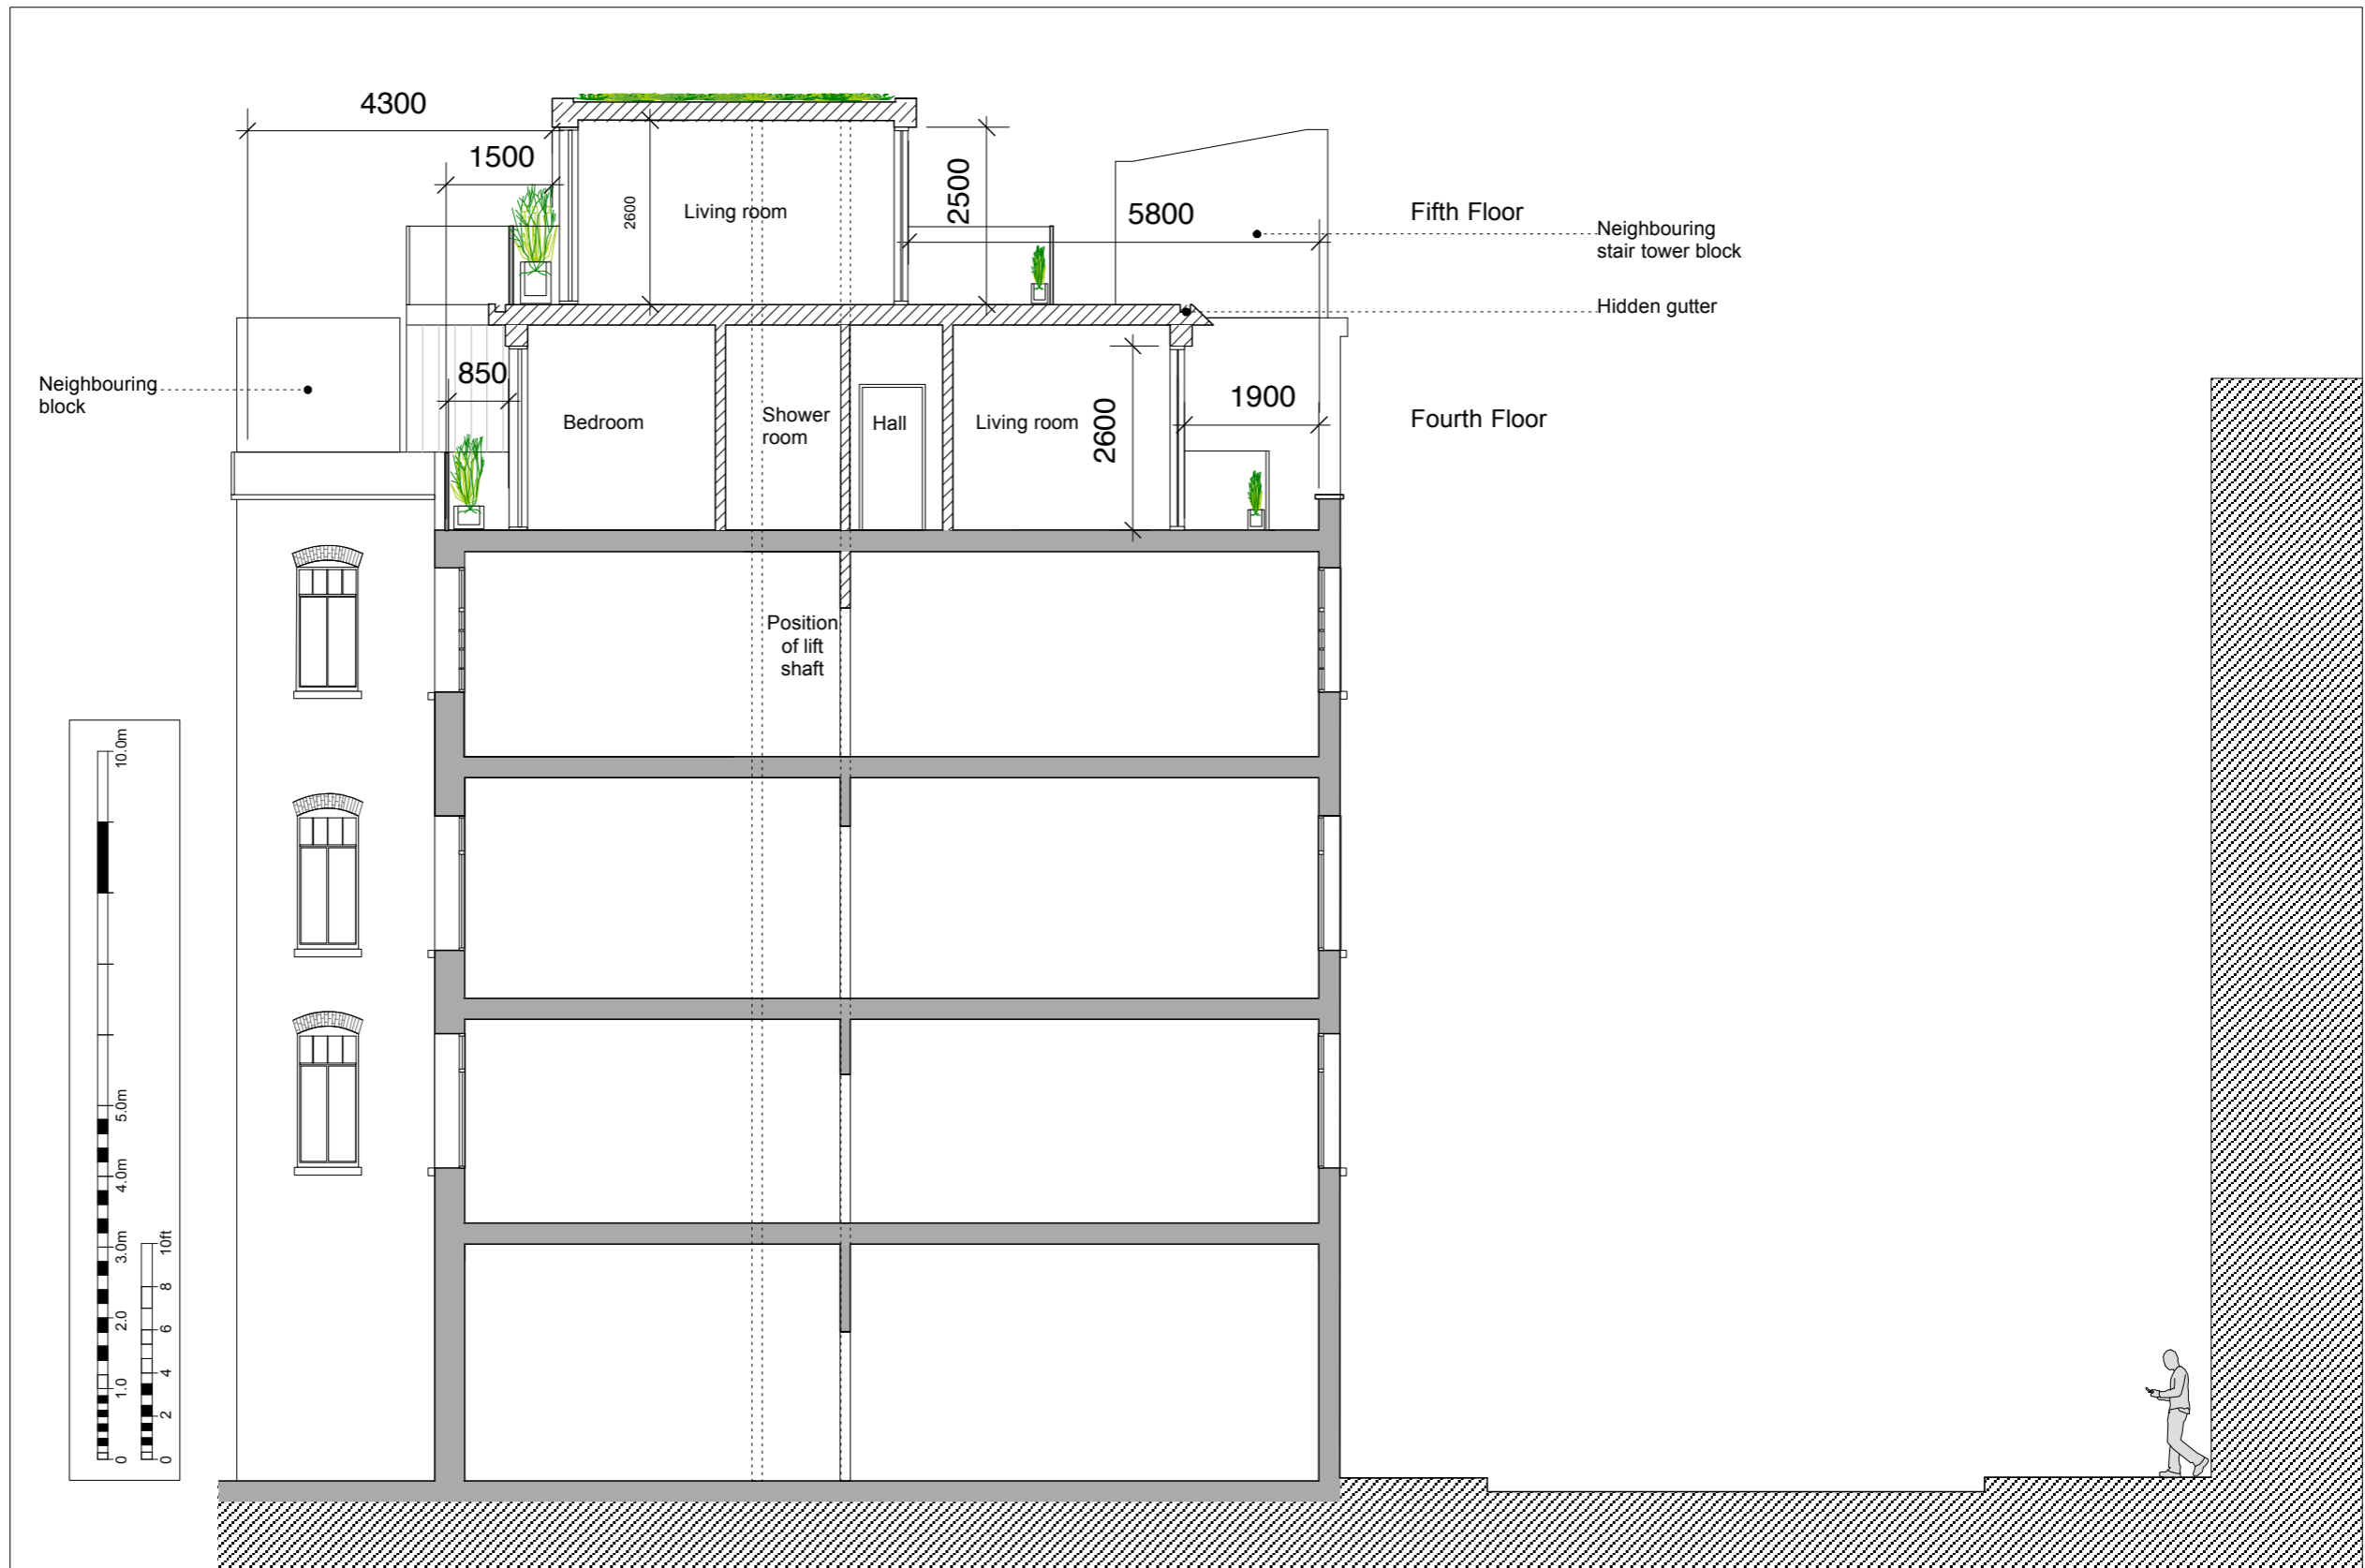 4300
1500
2600
Living room
2500
5800
Fifth Floor
Neighbouring
stair tower block
Hidden gutter
Neighbouring
block
850
Bedroom
Shower
room
Hall
Living room
2600
1900
Fourth Floor
Position
of lift
shaft
10.0m
5.0m
4.0m
3.0m
2.0
1.0
0
10ft
8
6
4
2
0